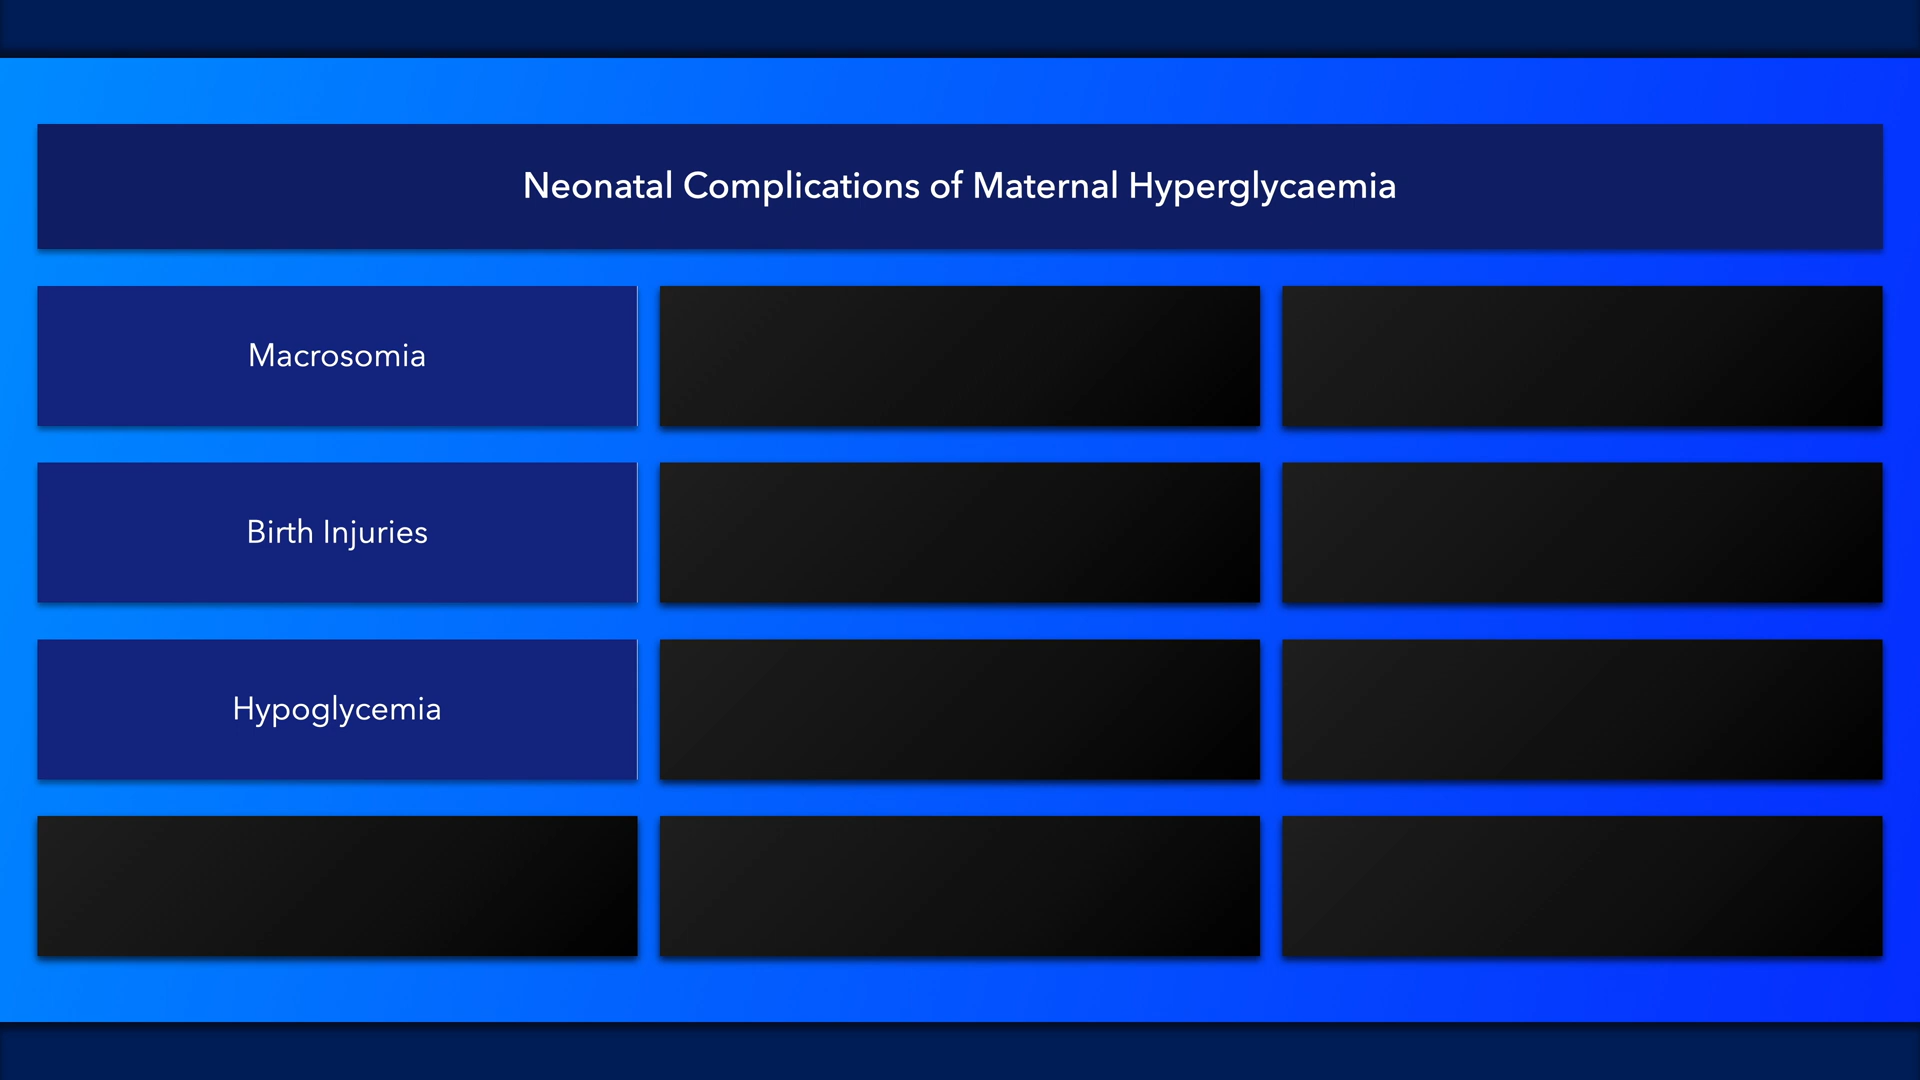 Neonatal Complications of Maternal Hyperglycaemia
Macrosomia
Birth Injuries
Hypoglycemia